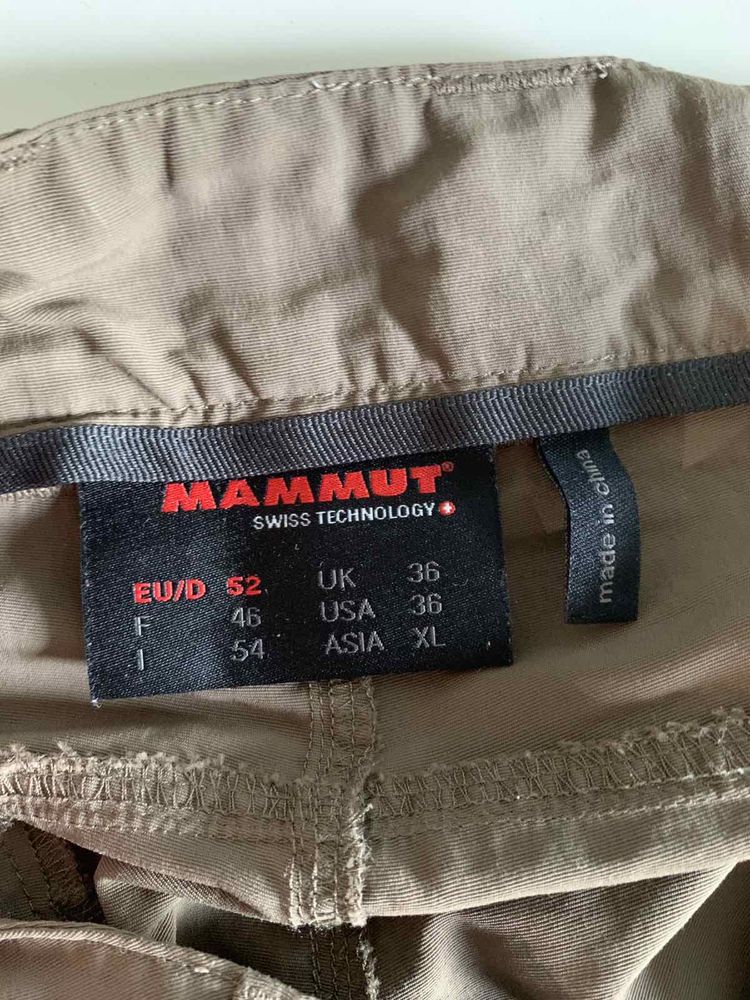 MAMMUT®
SWISS TECHNOLOGY
EU/D 52 UK 36
F 46 USA 36
I 54 ASIA XL
made in china